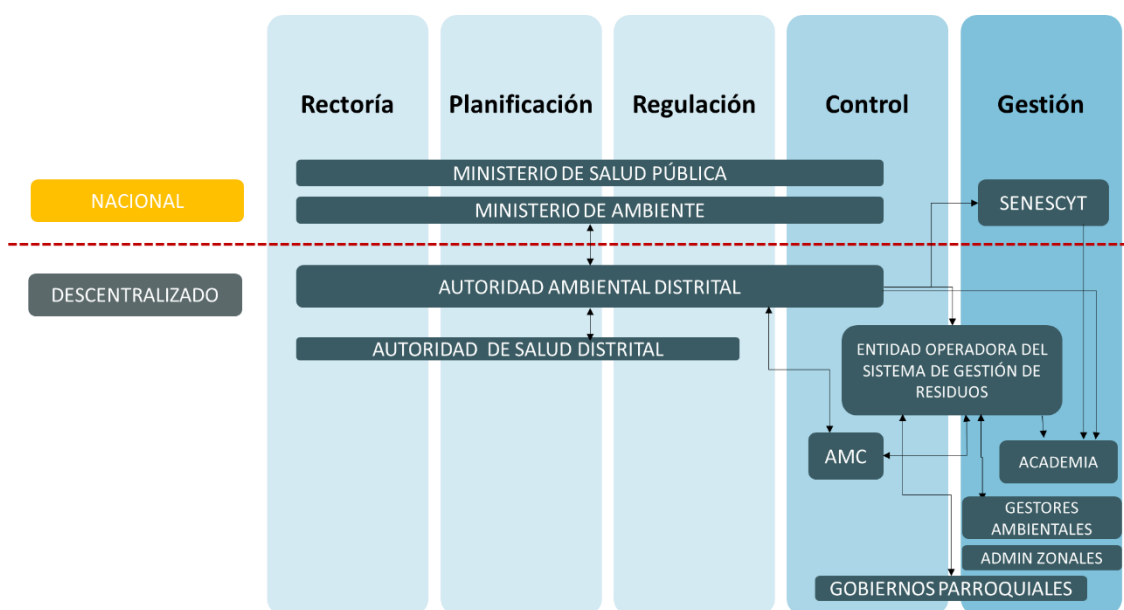 Rectoría
Planificación
Regulación
Control
Gestión
MINISTERIO DE SALUD PÚBLICA
NACIONAL
MINISTERIO DE AMBIENTE
SENESCYT
DESCENTRALIZADO
AUTORIDAD AMBIENTAL DISTRITAL
AUTORIDAD DE SALUD DISTRITAL
ENTIDAD OPERADORA DEL
SISTEMA DE GESTIÓN DE
RESIDUOS
AMC
ACADEMIA
GESTORES
AMBIENTALES
ADMIN ZONALES
GOBIERNOS PARROQUIALES